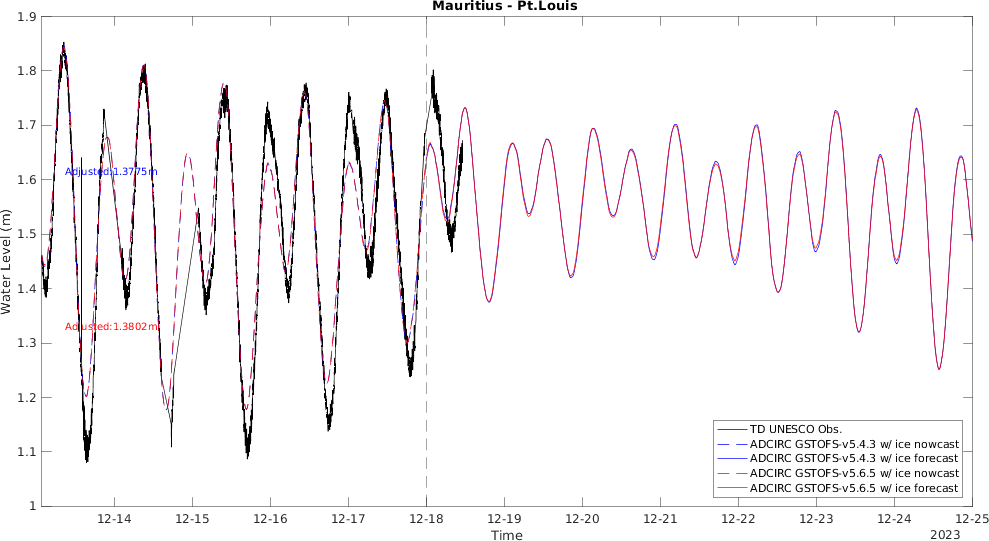 Mauritius - Pt.Louis
1.9
1.8
1.7
1.6
1.5
1.4
1.3
1.2
1.1
1
Water Level (m)
Adjusted:1.3775m
Adjusted:1.3802m
TD UNESCO Obs.
ADCIRC GSTOFS-v5.4.3 w/ ice nowcast
ADCIRC GSTOFS-v5.4.3 w/ ice forecast
ADCIRC GSTOFS-v5.6.5 w/ ice nowcast
ADCIRC GSTOFS-v5.6.5 w/ ice forecast
12-14 12-15 12-16 12-17 12-18 12-19 12-20 12-21 12-22 12-23 12-24 12-25
Time
2023